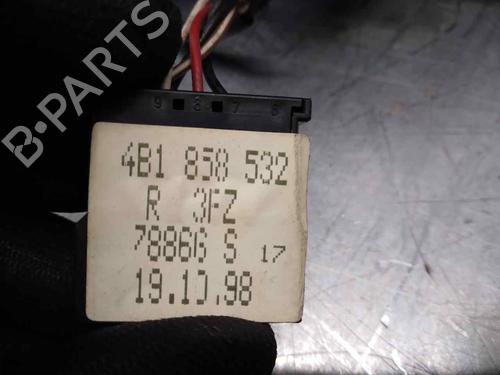 B-PARTS
9 8 7 6
4B1 858 532
R 3FZ
78866 S 17
19.10.98